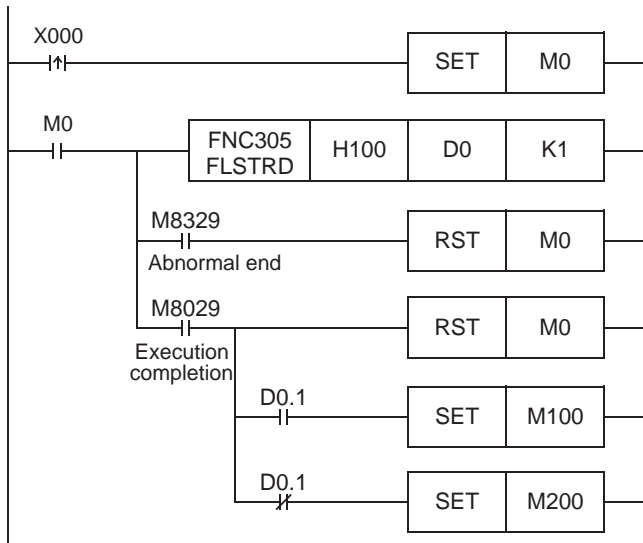 X000
SET M0
M0
FNC305 FLSTRD H100 D0 K1
M8329
Abnormal end
RST M0
M8029
Execution
completion
RST M0
D0.1
SET M100
D0.1
SET M200